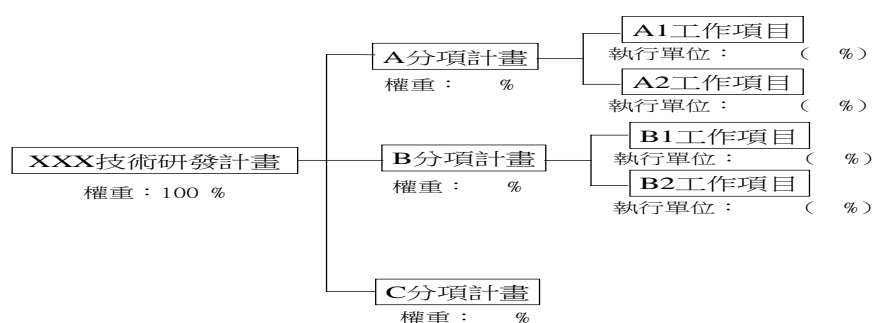 A1工作項目
A分項計畫
執行單位：　　　(　%)
權重：　%
A2工作項目
執行單位：　　　(　%)
B1工作項目
XXX技術研發計畫
B分項計畫
執行單位：　　　(　%)
權重：100 %
權重：　%
B2工作項目
執行單位：　　　(　%)
C分項計畫
權重：　%